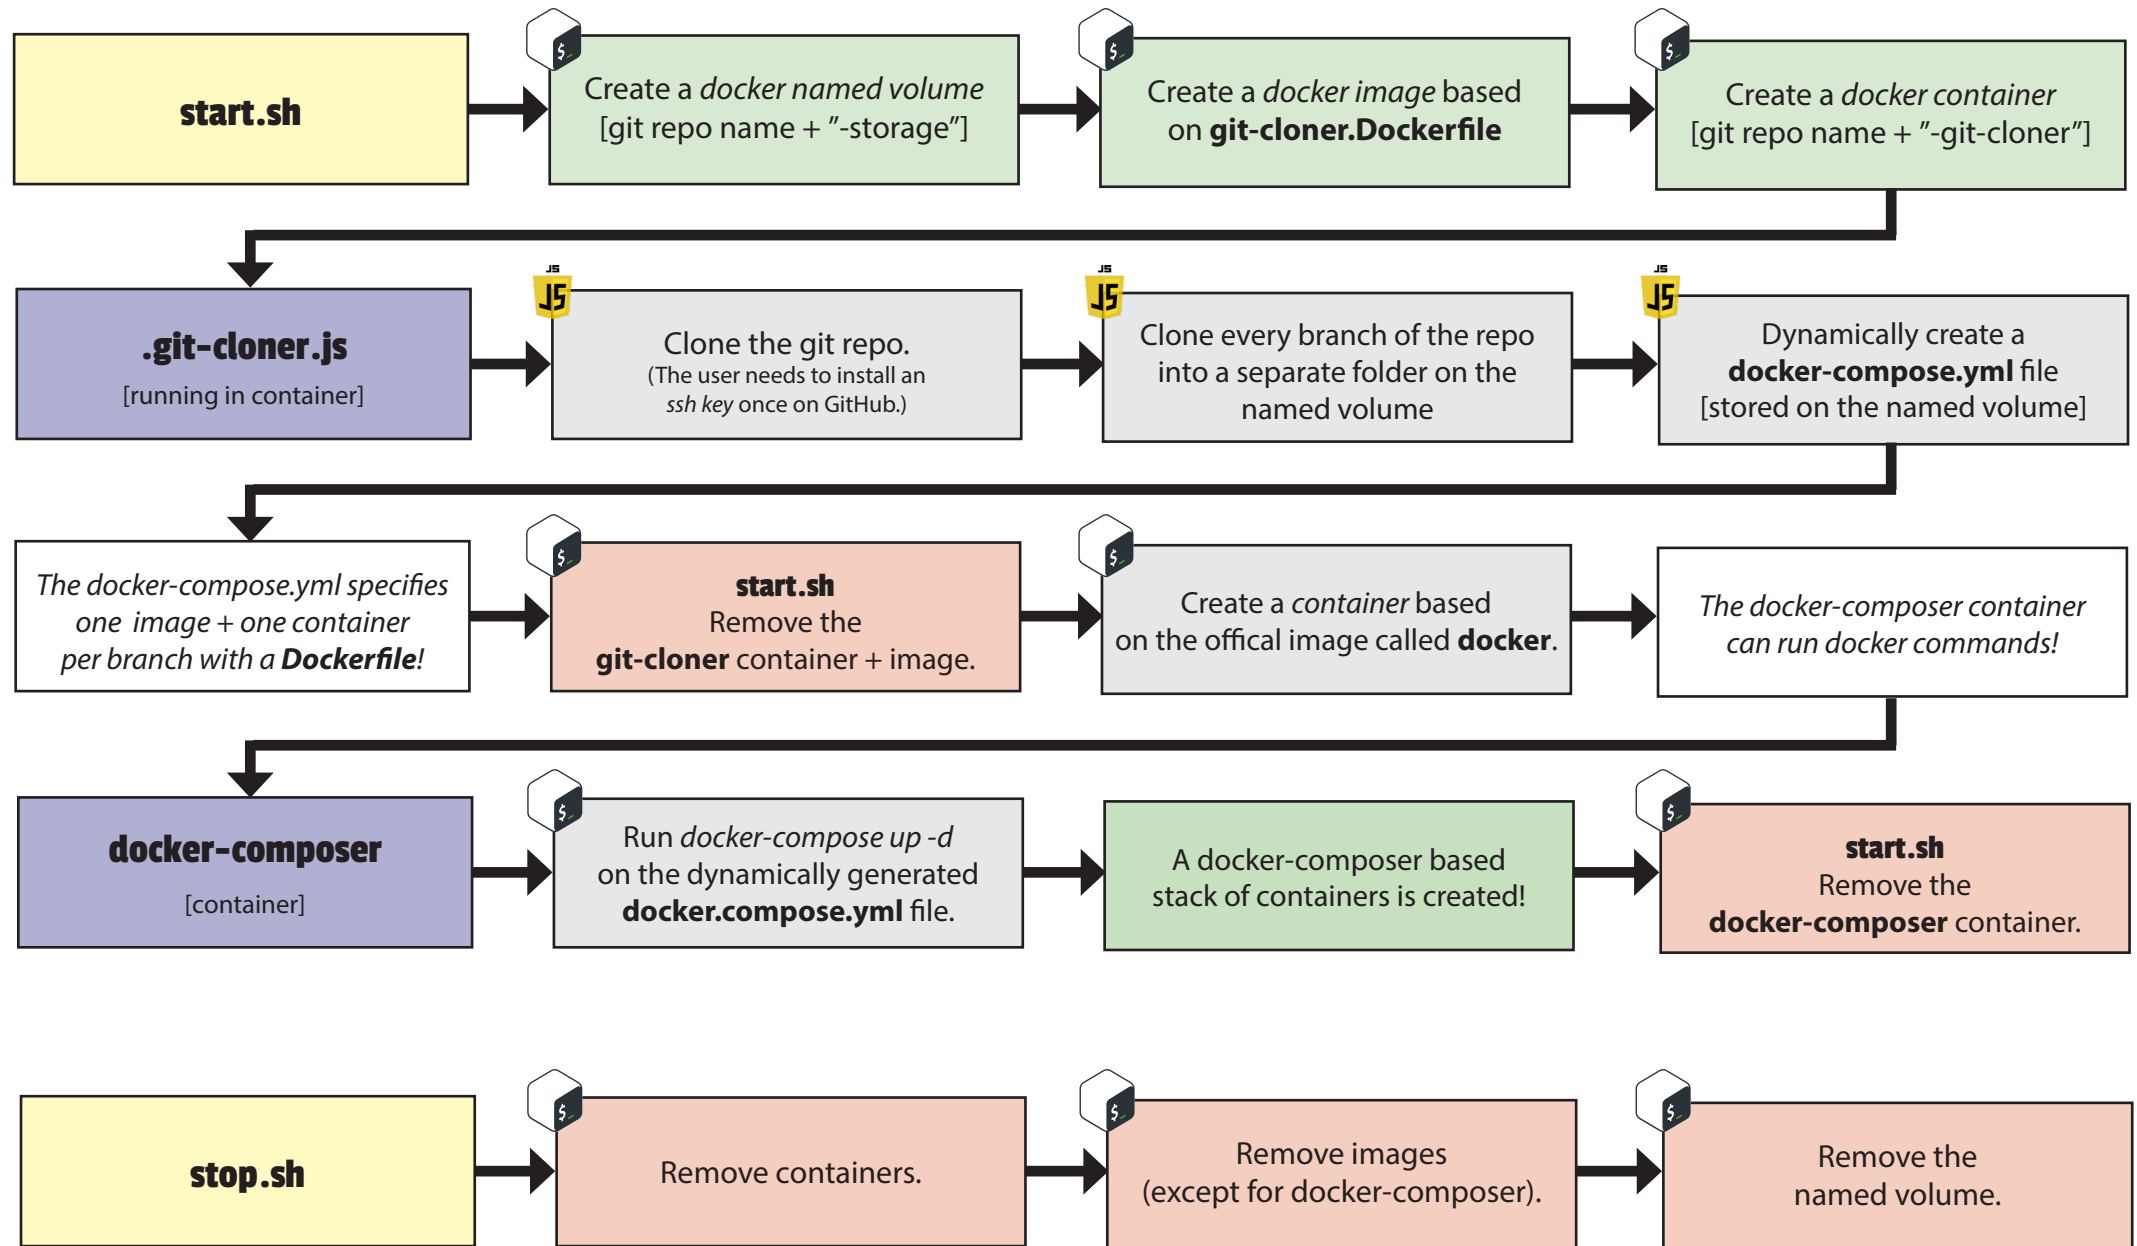 start.sh
$_
Create a docker named volume
[git repo name + "-storage"]
$_
Create a docker image based
on git-cloner.Dockerfile
$_
Create a docker container
[git repo name + "-git-cloner"]
.git-cloner.js
[running in container]
JS
JS
Clone the git repo.
(The user needs to install an
ssh key once on GitHub.)
JS
JS
Clone every branch of the repo
into a separate folder on the
named volume
JS
JS
Dynamically create a
docker-compose.yml file
[stored on the named volume]
The docker-compose.yml specifies
one image + one container
per branch with a Dockerfile!
$_
start.sh
Remove the
git-cloner container + image.
$_
Create a container based
on the offical image called docker.
The docker-composer container
can run docker commands!
docker-composer
[container]
$_
Run docker-compose up -d
on the dynamically generated
docker.compose.yml file.
A docker-composer based
stack of containers is created!
$_
start.sh
Remove the
docker-composer container.
stop.sh
$_
Remove containers.
$_
Remove images
(except for docker-composer).
$_
Remove the
named volume.